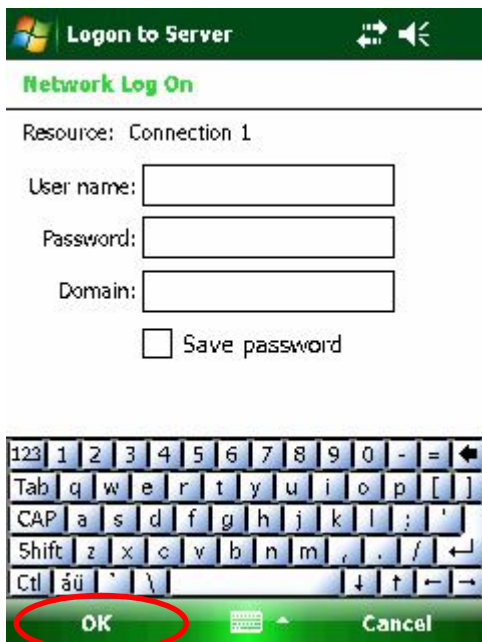 Logon to Server
Network Log On
Resource: Connection 1
User name:
Password:
Domain:
Save password
123 1 2 3 4 5 6 7 8 9 0 - =
Tab q w e r t y u i o p [ ]
CAP a s d f g h j k l ; '
Shift z x c v b n m , . /
Ctl áü ` \
OK Cancel